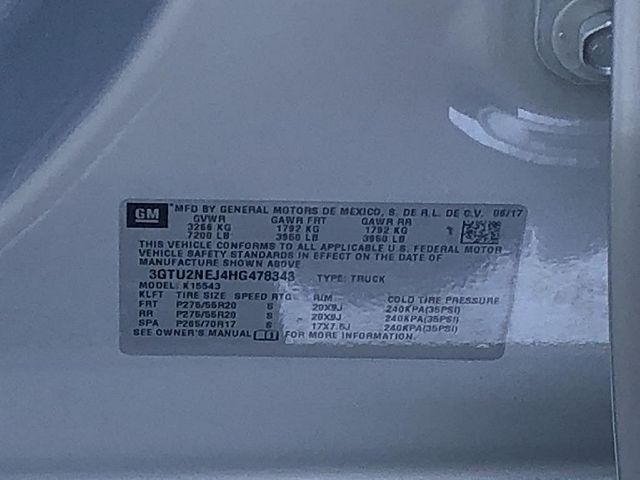 GM MFD BY GENERAL MOTORS DE MEXICO, S. DE R.L. DE C.V. 06/17
GVWR GAWR FRT GAWR RR
3266 KG 1792 KG 1792 KG
7200 LB 3950 LB 3950 LB
THIS VEHICLE CONFORMS TO ALL APPLICABLE U.S. FEDERAL MOTOR
VEHICLE SAFETY STANDARDS IN EFFECT ON THE DATE OF
MANUFACTURE SHOWN ABOVE
3GTU2NEJ4HG478343 TYPE: TRUCK
MODEL: K15543
KLFT TIRE SIZE SPEED RTG RIM COLD TIRE PRESSURE
FRT P275/55R20 S 20X9J 240KPA(35PSI)
RR P275/55R20 S 20X9J 240KPA(35PSI)
SPA P265/70R17 S 17X7.5J 240KPA(35PSI)
SEE OWNER'S MANUAL FOR MORE INFORMATION